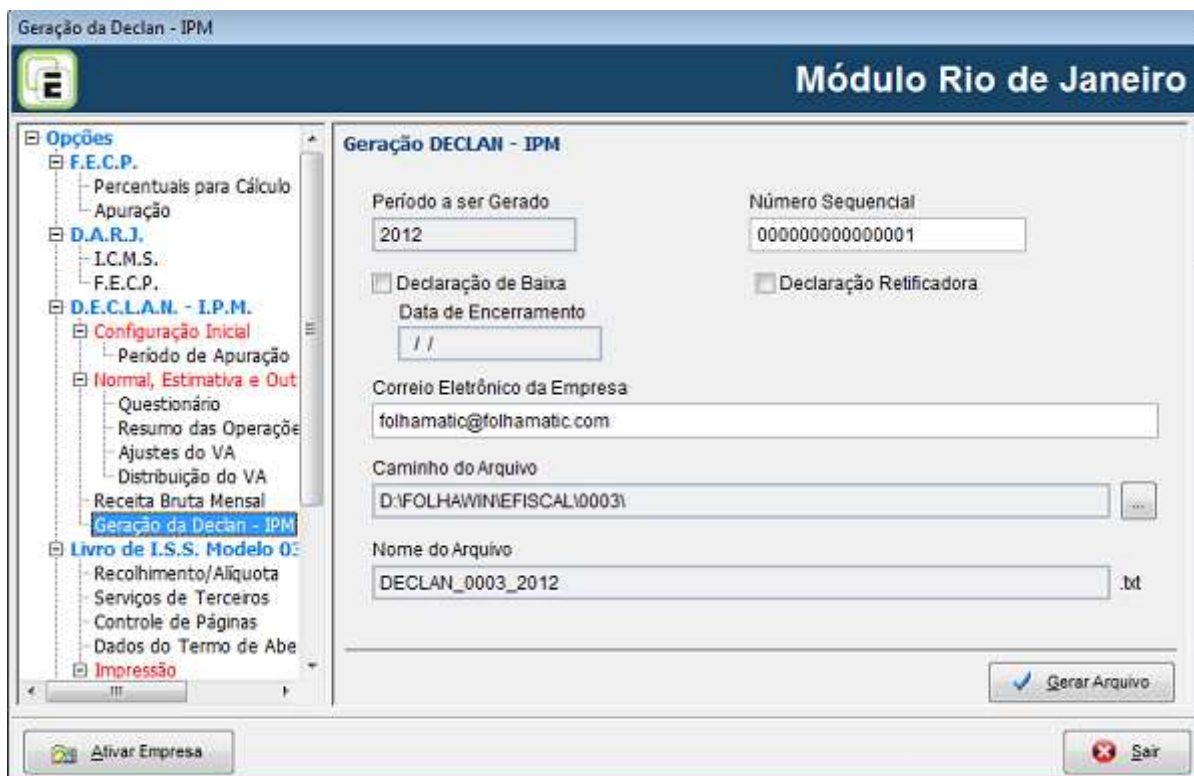 Geração da Declan - IPM
E
Módulo Rio de Janeiro
Opções
F.E.C.P.
Percentuais para Cálculo
Apuração
D.A.R.J.
I.C.M.S.
F.E.C.P.
D.E.C.L.A.N. - I.P.M.
Configuração Inicial
Período de Apuração
Normal, Estimativa e Out
Questionário
Resumo das Operaçõe
Ajustes do VA
Distribuição do VA
Receita Bruta Mensal
Geração da Declan - IPM
Livro de I.S.S. Modelo 03
Recolhimento/Alíquota
Serviços de Terceiros
Controle de Páginas
Dados do Termo de Abe
Impressão
Geração DECLAN - IPM
Período a ser Gerado
Número Sequencial
2012
000000000000001
Declaração de Baixa
Declaração Retificadora
Data de Encerramento
/ /
Correio Eletrônico da Empresa
folhamatic@folhamatic.com
Caminho do Arquivo
D:\FOLHAWIN\EFISCAL\0003\
...
Nome do Arquivo
DECLAN_0003_2012
.txt
Gerar Arquivo
Ativar Empresa
Sair